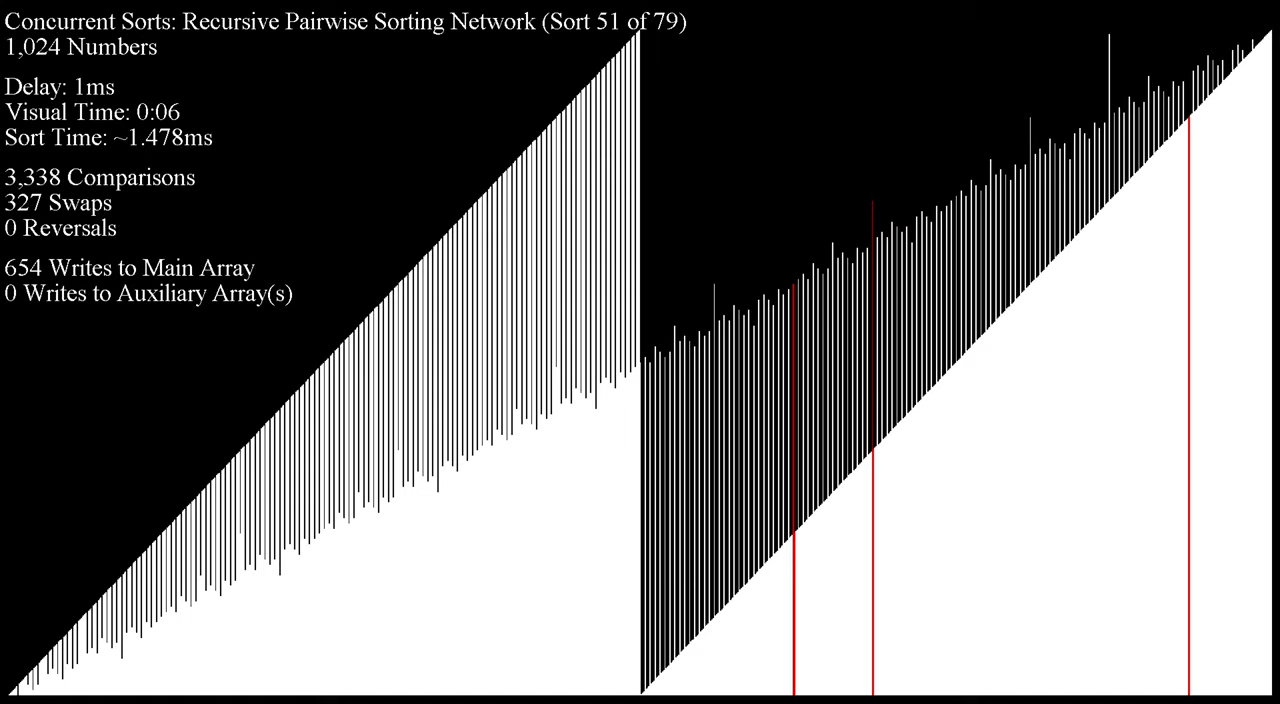 Concurrent Sorts: Recursive Pairwise Sorting Network (Sort 51 of 79)
1,024 Numbers
Delay: 1ms
Visual Time: 0:06
Sort Time: ~1.478ms
3,338 Comparisons
327 Swaps
0 Reversals
654 Writes to Main Array
0 Writes to Auxiliary Array(s)